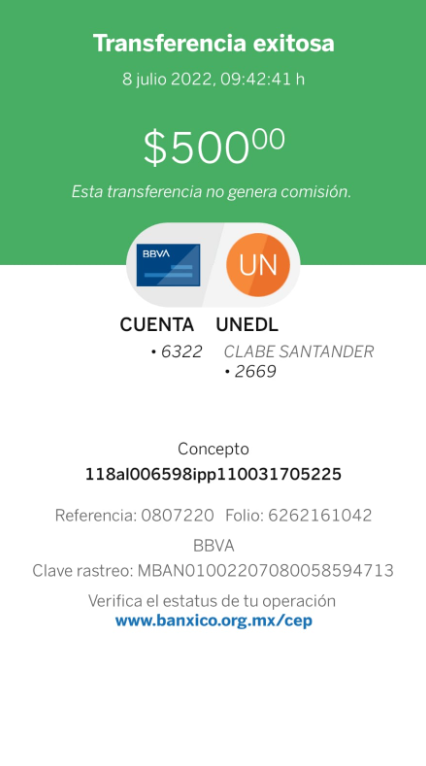 Transferencia exitosa
8 julio 2022, 09:42:41 h
$500⁰⁰
Esta transferencia no genera comisión.
BBVA
UN
CUENTA UNEDL
• 6322 CLABE SANTANDER
• 2669
Concepto
118al006598ipp110031705225
Referencia: 0807220 Folio: 6262161042
BBVA
Clave rastreo: MBAN01002207080058594713
Verifica el estatus de tu operación
www.banxico.org.mx/cep